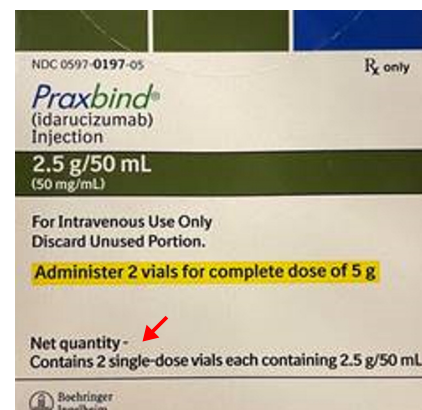 NDC 0597-0197-05
Rx only
Praxbind®
(idarucizumab)
Injection
2.5 g/50 mL
(50 mg/mL)
For Intravenous Use Only
Discard Unused Portion.
Administer 2 vials for complete dose of 5 g
Net quantity -
Contains 2 single-dose vials each containing 2.5 g/50 mL
Boehringer
Ingelheim